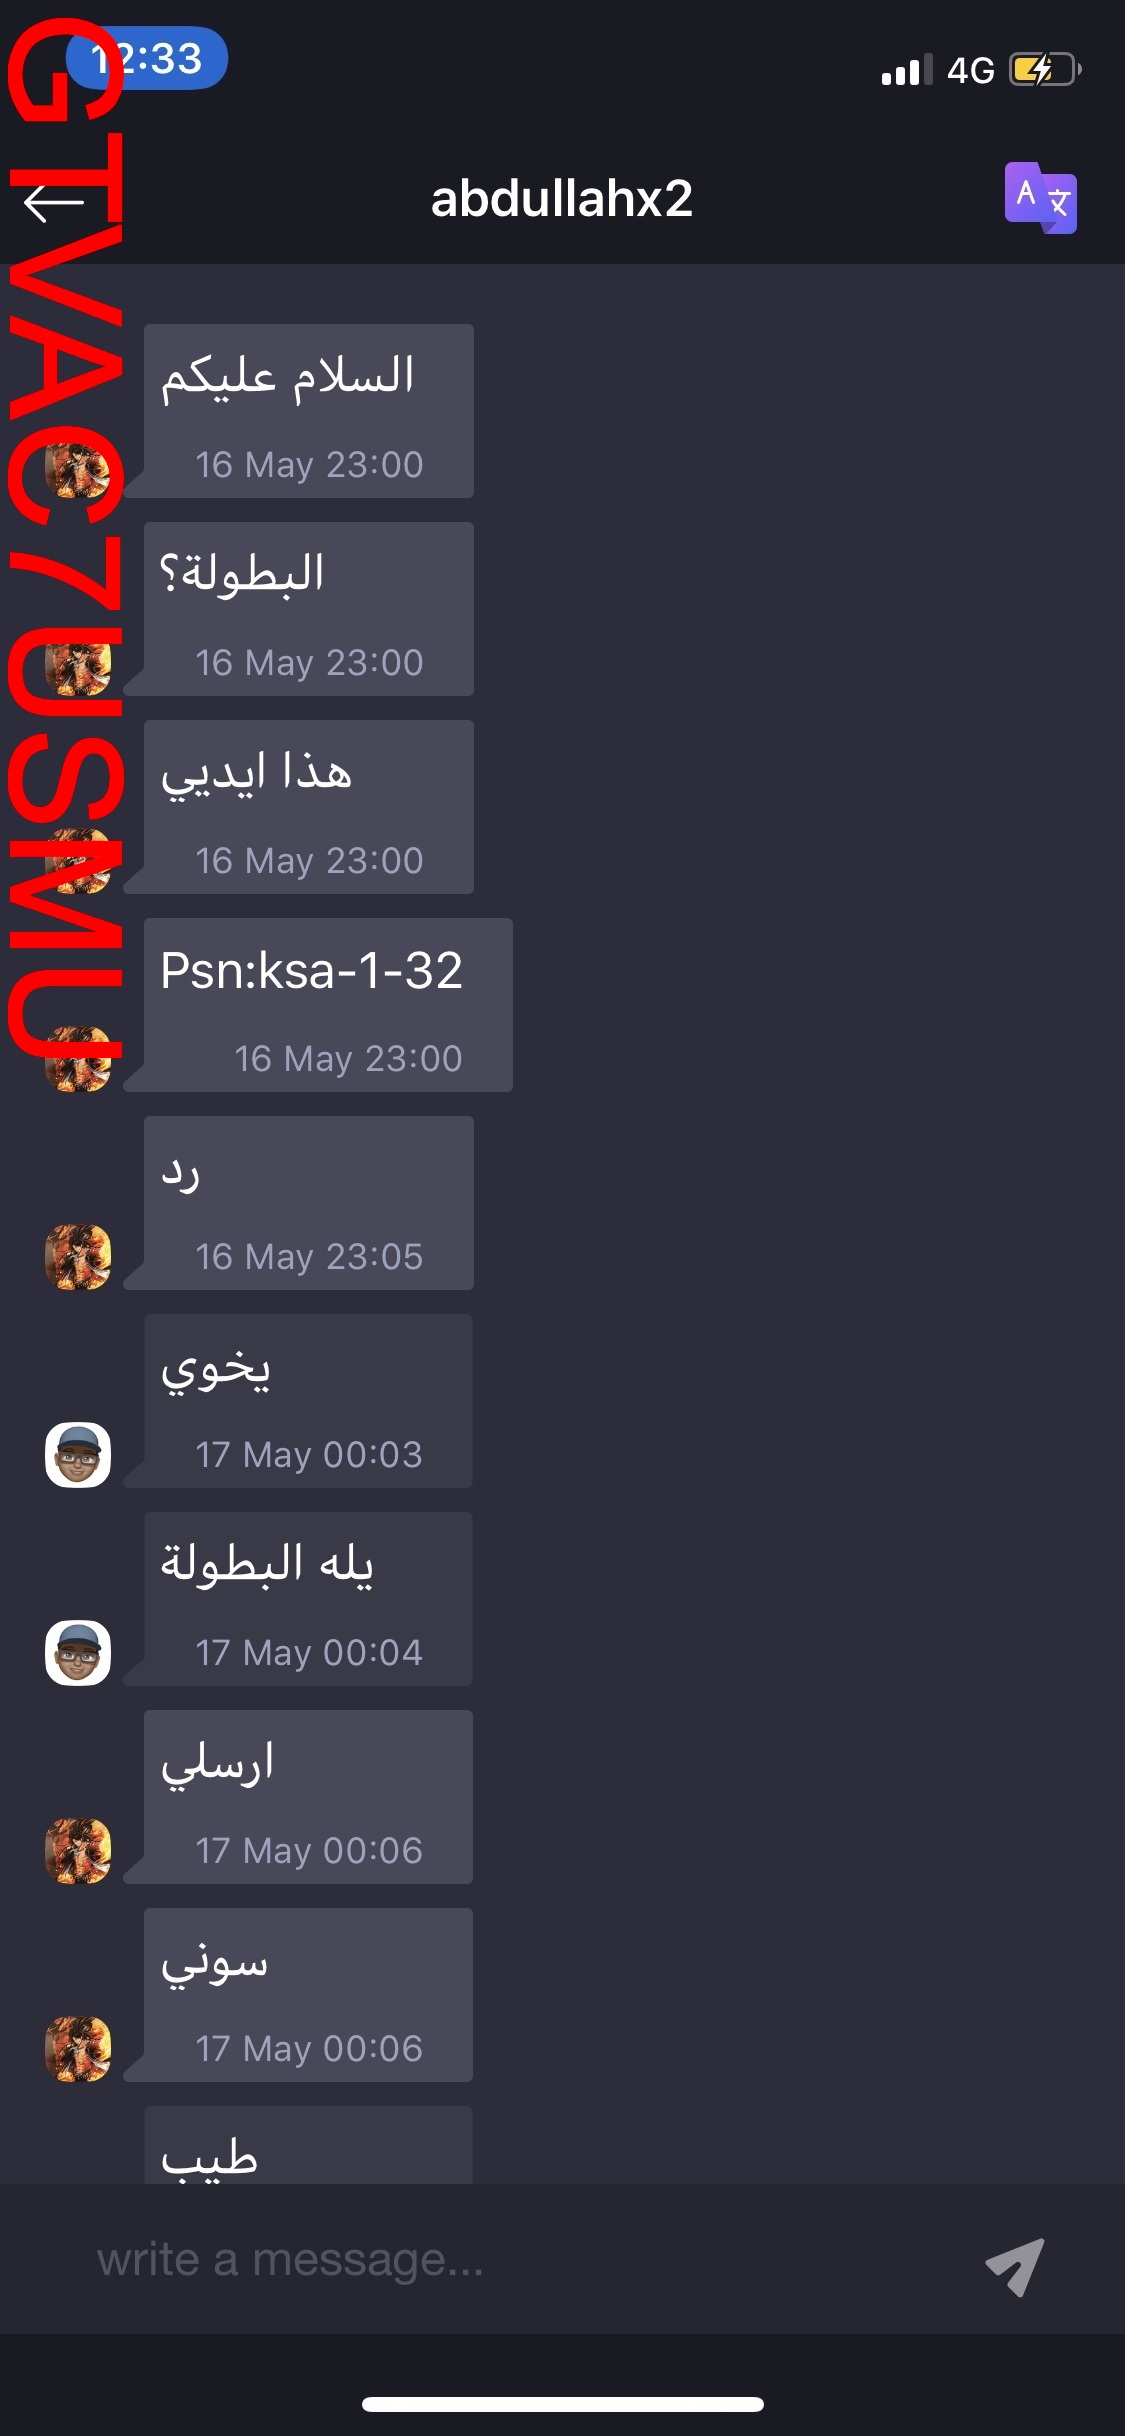 12:33
4G
abdullahx2
السلام عليكم
16 May 23:00
البطولة؟
16 May 23:00
هذا ايديي
16 May 23:00
Psn:ksa-1-32
16 May 23:00
رد
16 May 23:05
يخوي
17 May 00:03
يله البطولة
17 May 00:04
ارسلي
17 May 00:06
سوني
17 May 00:06
طيب
write a message...
GTVAC7USMU